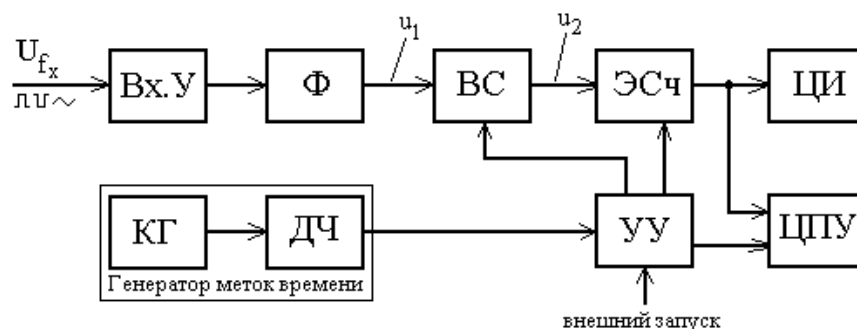 U_fx
u1
u2
Вх.У
Ф
ВС
ЭСч
ЦИ
КГ
ДЧ
УУ
ЦПУ
Генератор меток времени
внешний запуск